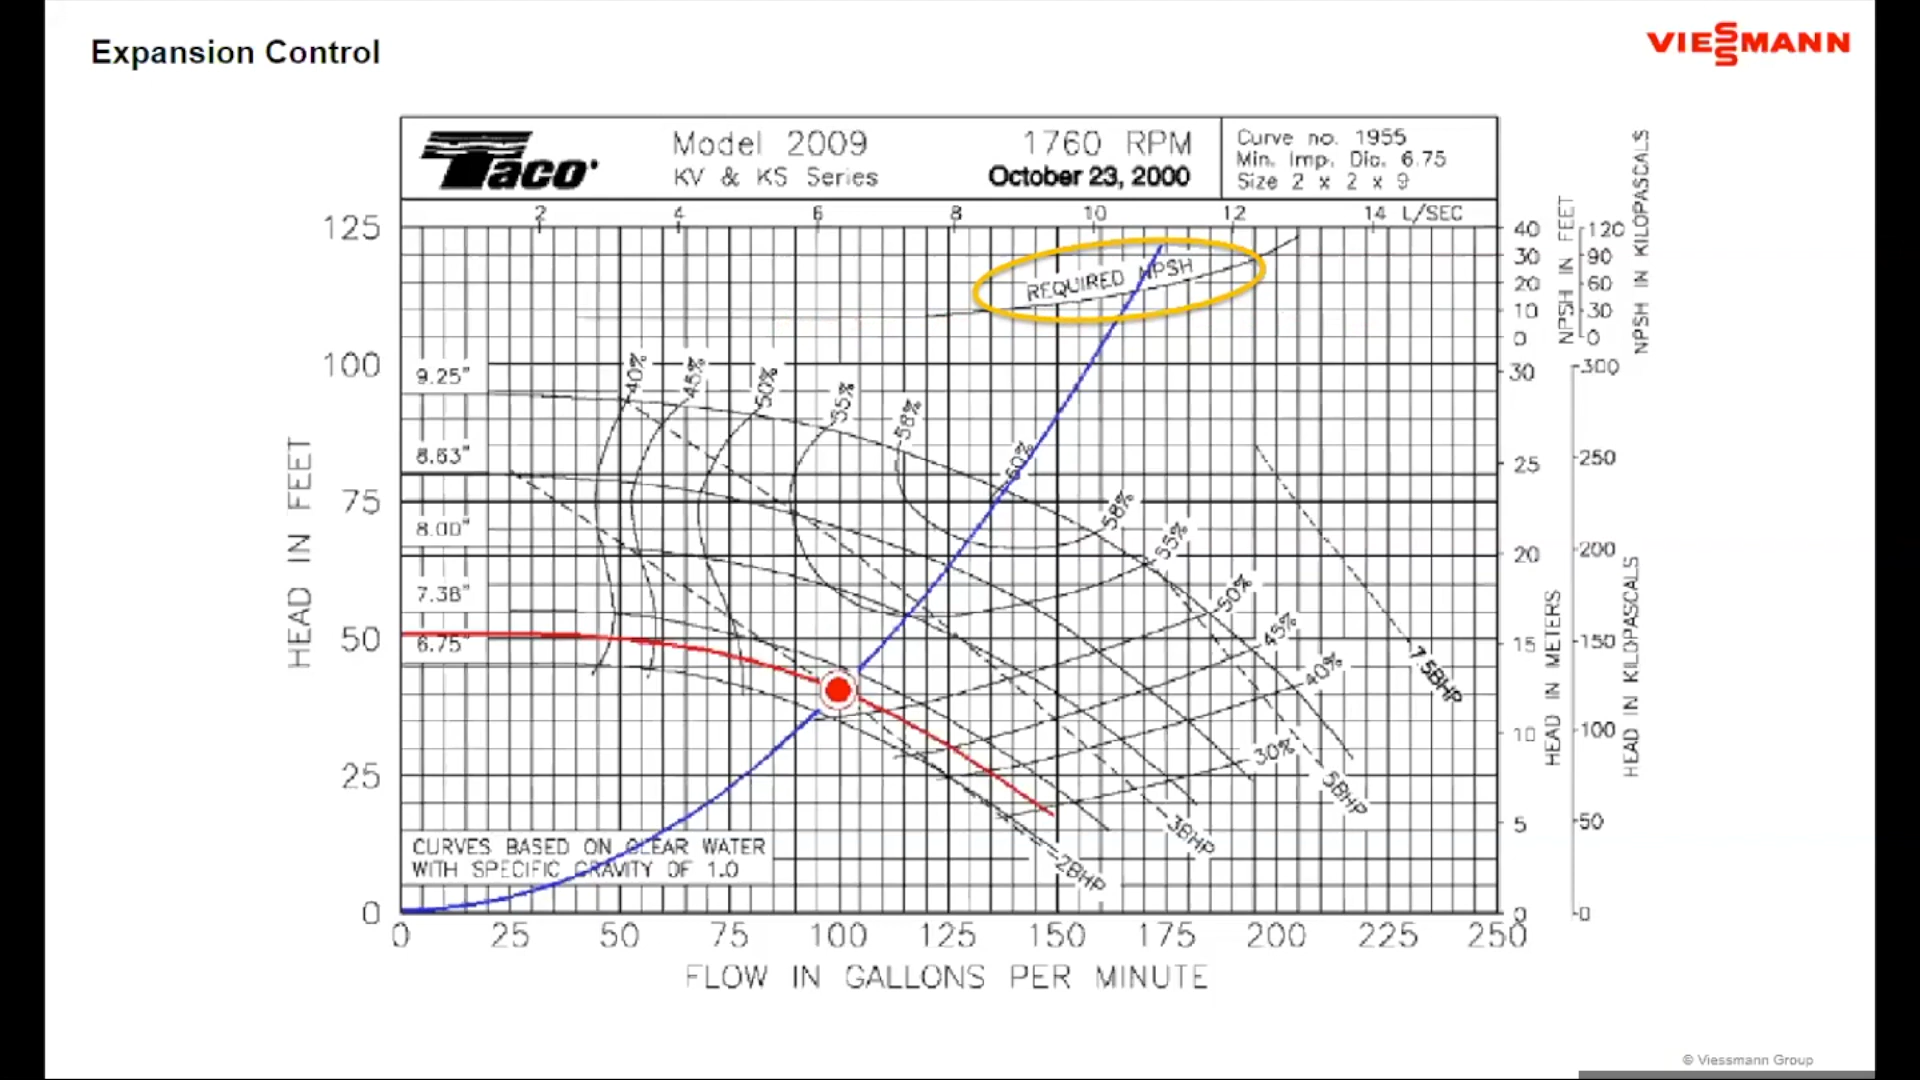 Expansion Control
VIESSMANN
Taco
Model 2009
KV & KS Series
1760 RPM
October 23, 2000
Curve no. 1955
Min. Imp. Dia. 6.75
Size 2 x 2 x 9
2 4 6 8 10 12 14 L/SEC
125
100
75
50
25
0
HEAD IN FEET
9.25"
8.63"
8.00"
7.38"
6.75"
40% 45% 50% 55% 58% 60% 58% 55% 50% 45% 40% 30%
REQUIRED NPSH
7.5BHP
5BHP
3BHP
2BHP
CURVES BASED ON CLEAR WATER
WITH SPECIFIC GRAVITY OF 1.0
40
30
20
10
0
NPSH IN FEET
120
90
60
30
0
NPSH IN KILOPASCALS
30
25
20
15
10
5
0
HEAD IN METERS
300
250
200
150
100
50
0
HEAD IN KILOPASCALS
0 25 50 75 100 125 150 175 200 225 250
FLOW IN GALLONS PER MINUTE
© Viessmann Group